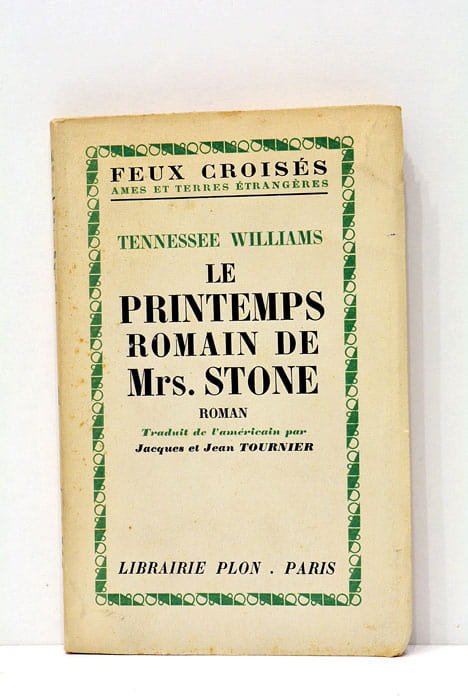 FEUX CROISÉS
AMES ET TERRES ÉTRANGÈRES
TENNESSEE WILLIAMS
LE
PRINTEMPS
ROMAIN DE
Mrs. STONE
ROMAN
Traduit de l'américain par
Jacques et Jean TOURNIER
LIBRAIRIE PLON . PARIS